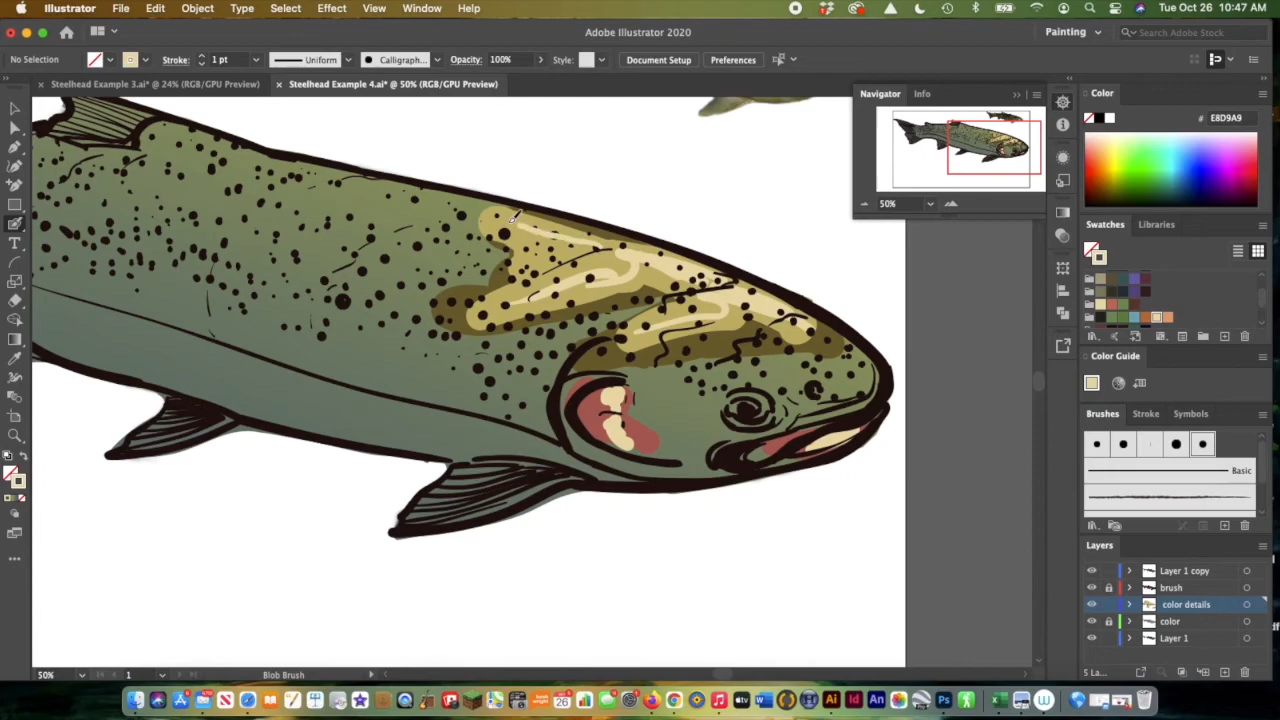 Illustrator File Edit Object Type Select Effect View Window Help Tue Oct 26 10:47 AM
Adobe Illustrator 2020 Painting Search Adobe Stock
No Selection Stroke: 1 pt Uniform Calligraph... Opacity: 100% Style: Document Setup Preferences
× Steelhead Example 3.ai* @ 24% (RGB/GPU Preview) × Steelhead Example 4.ai* @ 50% (RGB/GPU Preview)
Navigator Info
50%
Color
# E8D9A9
Swatches Libraries
Color Guide
Brushes Stroke Symbols
Basic
Layers
Layer 1 copy
brush
color details
color
Layer 1
5 La...
50% 1 Blob Brush